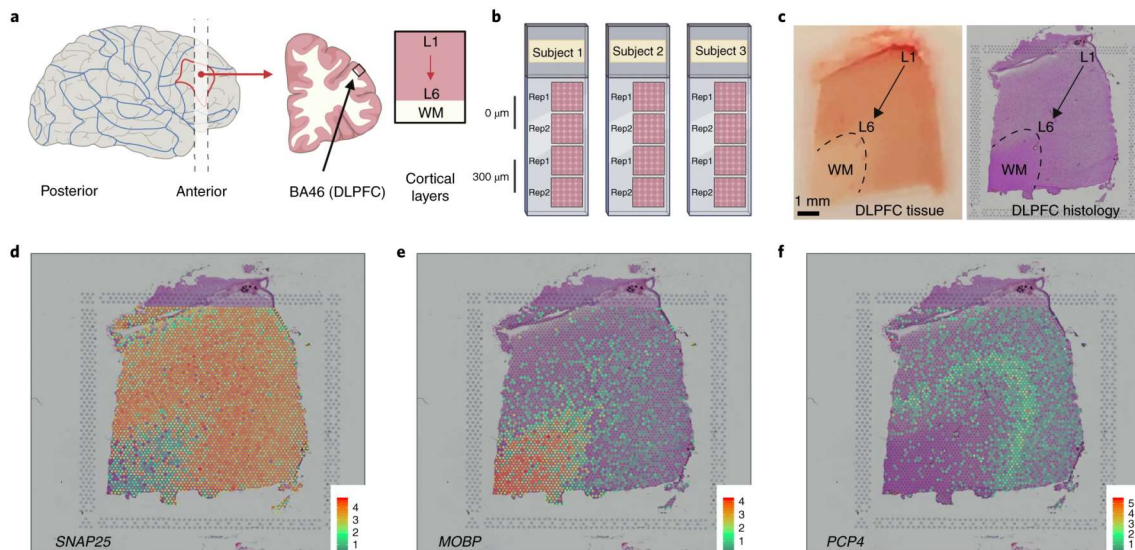 a
L1
L6
WM
Posterior
Anterior
BA46 (DLPFC)
Cortical
layers
b
Subject 1
Subject 2
Subject 3
Rep1
Rep1
Rep1
0 µm
Rep2
Rep2
Rep2
Rep1
Rep1
Rep1
300 µm
Rep2
Rep2
Rep2
c
L1
L6
WM
1 mm
DLPFC tissue
L1
L6
WM
DLPFC histology
d
4
3
2
1
SNAP25
e
4
3
2
1
MOBP
f
5
4
3
2
1
PCP4